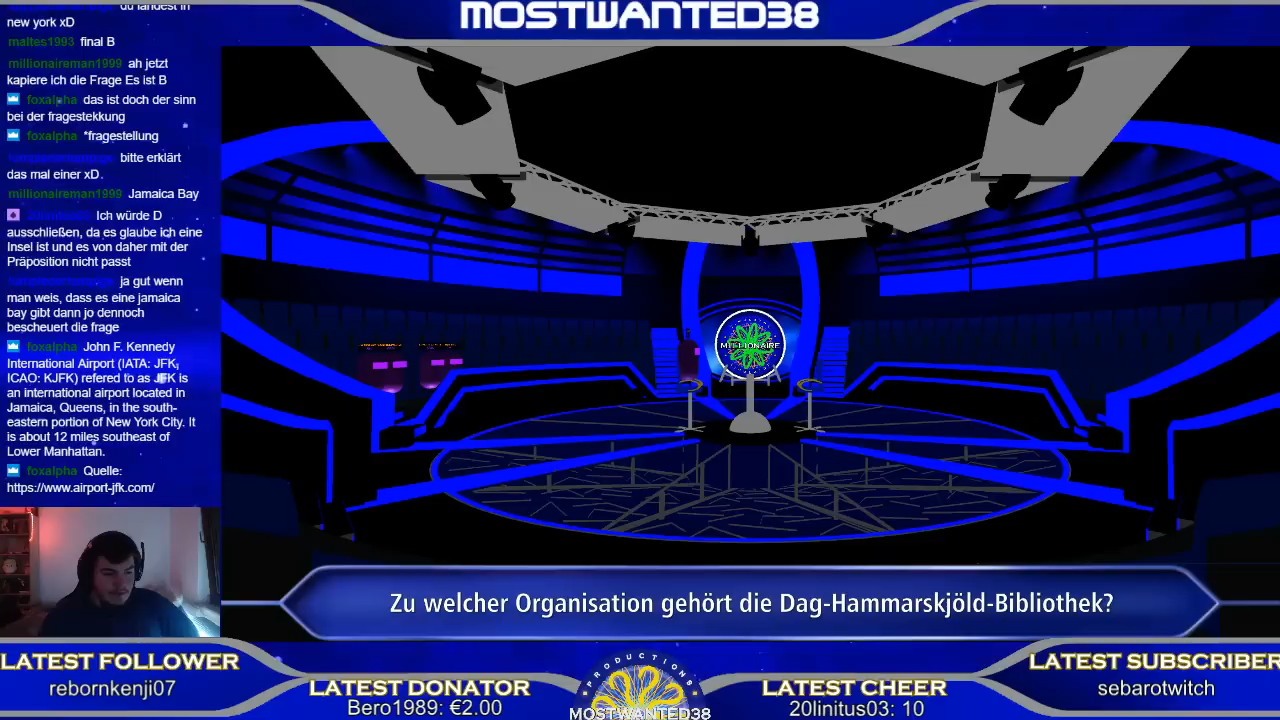 MOSTWANTED38
du landest in
new york xD
maltes1993 final B
millionaireman1999 ah jetzt
kapiere ich die Frage Es ist B
foxalpha das ist doch der sinn
bei der fragestekkung
foxalpha *fragestellung
bitte erklärt
das mal einer xD.
millionaireman1999 Jamaica Bay
Ich würde D
ausschließen, da es glaube ich eine
Insel ist und es von daher mit der
Präposition nicht passt
ja gut wenn
man weis, dass es eine jamaica
bay gibt dann jo dennoch
bescheuert die frage
foxalpha John F. Kennedy
International Airport (IATA: JFK,
ICAO: KJFK) refered to as JFK is
an international airport located in
Jamaica, Queens, in the south-
eastern portion of New York City. It
is about 12 miles southeast of
Lower Manhattan.
foxalpha Quelle:
https://www.airport-jfk.com/
MILLIONAIRE
Zu welcher Organisation gehört die Dag-Hammarskjöld-Bibliothek?
LATEST FOLLOWER
rebornkenji07
LATEST DONATOR
Bero1989: €2.00
PRODUCTIONS
MOSTWANTED38
LATEST CHEER
20linitus03: 10
LATEST SUBSCRIBER
sebarotwitch